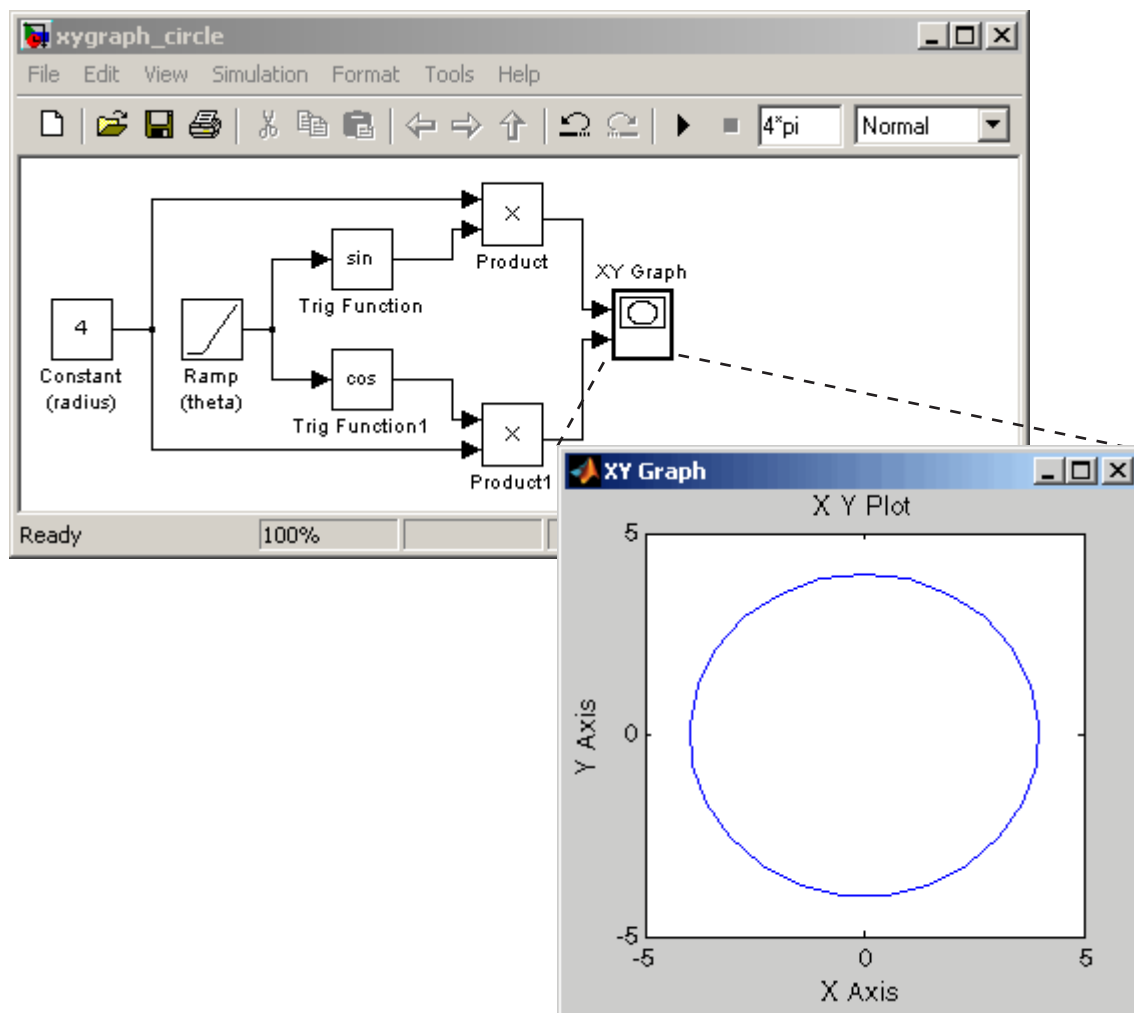 xygraph_circle
File Edit View Simulation Format Tools Help
4*pi Normal
×
Product
sin
Trig Function
XY Graph
4
Constant
(radius)
Ramp
(theta)
cos
Trig Function1
×
Product1
Ready 100%
XY Graph
X Y Plot
5
0
-5
Y Axis
-5 0 5
X Axis